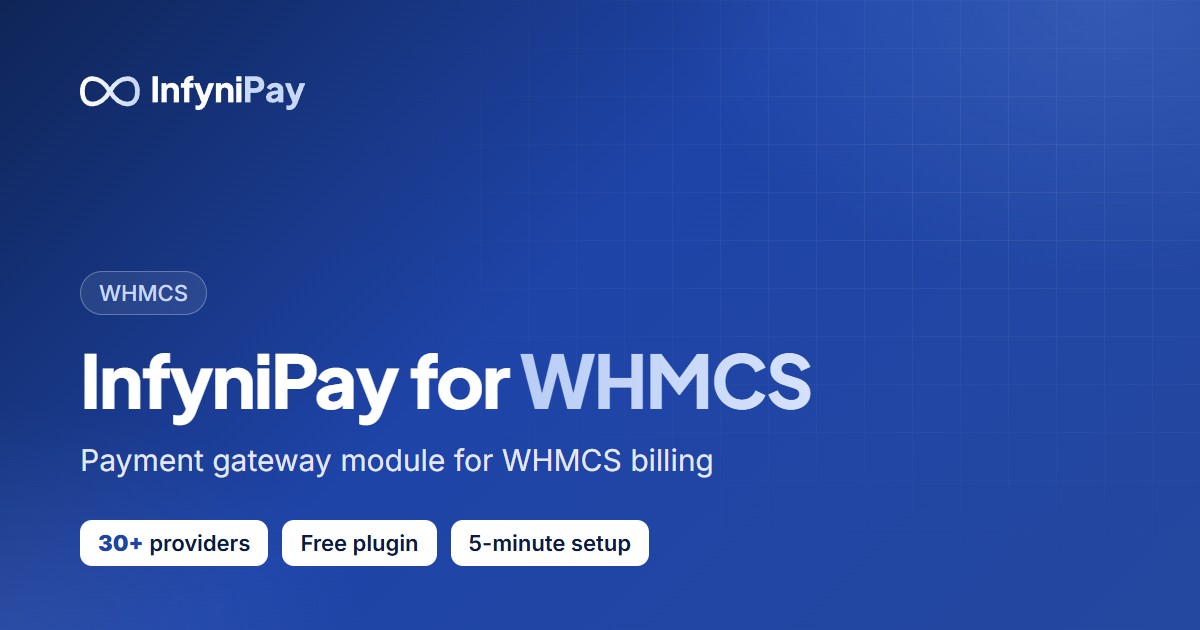 InfyniPay
WHMCS
InfyniPay for WHMCS
Payment gateway module for WHMCS billing
30+ providers Free plugin 5-minute setup